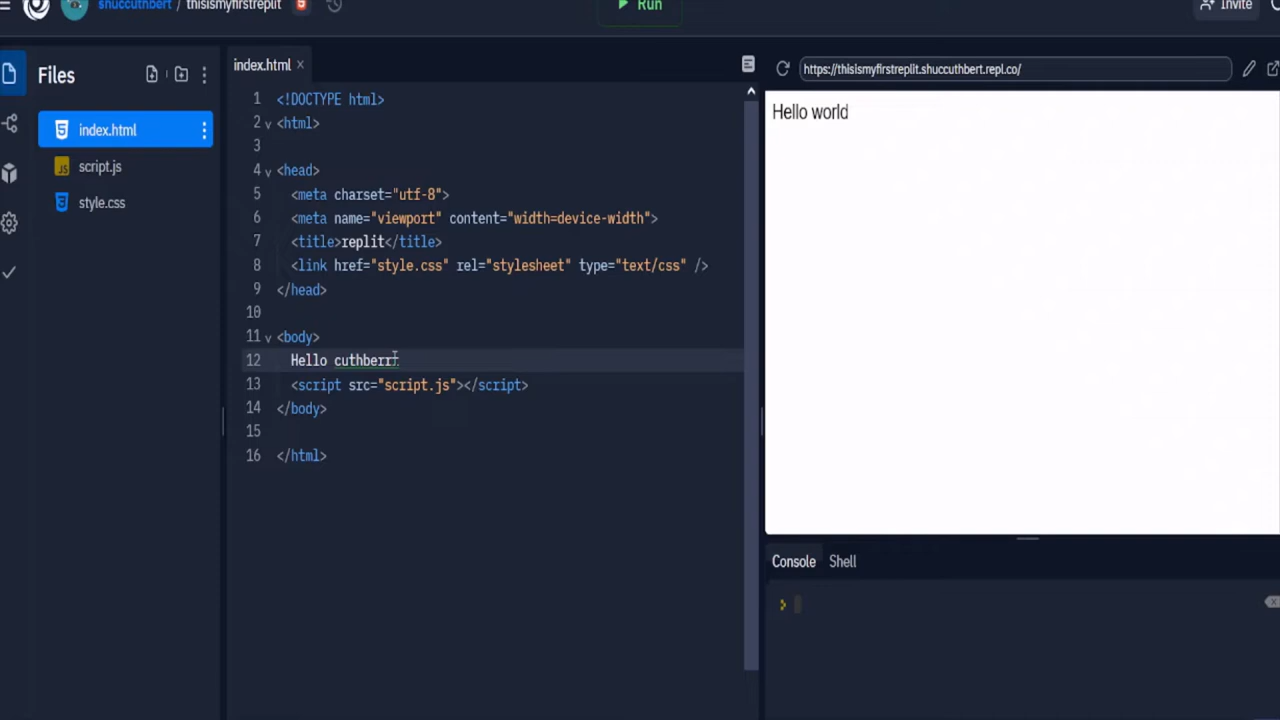 shuccuthbert / thisismyfirstreplit
Run
Invite
Files
index.html
script.js
style.css
index.html ×
1 <!DOCTYPE html>
2 <html>
3
4 <head>
5 <meta charset="utf-8">
6 <meta name="viewport" content="width=device-width">
7 <title>replit</title>
8 <link href="style.css" rel="stylesheet" type="text/css" />
9 </head>
10
11 <body>
12 Hello cuthberr
13 <script src="script.js"></script>
14 </body>
15
16 </html>
https://thisismyfirstreplit.shuccuthbert.repl.co/
Hello world
Console Shell